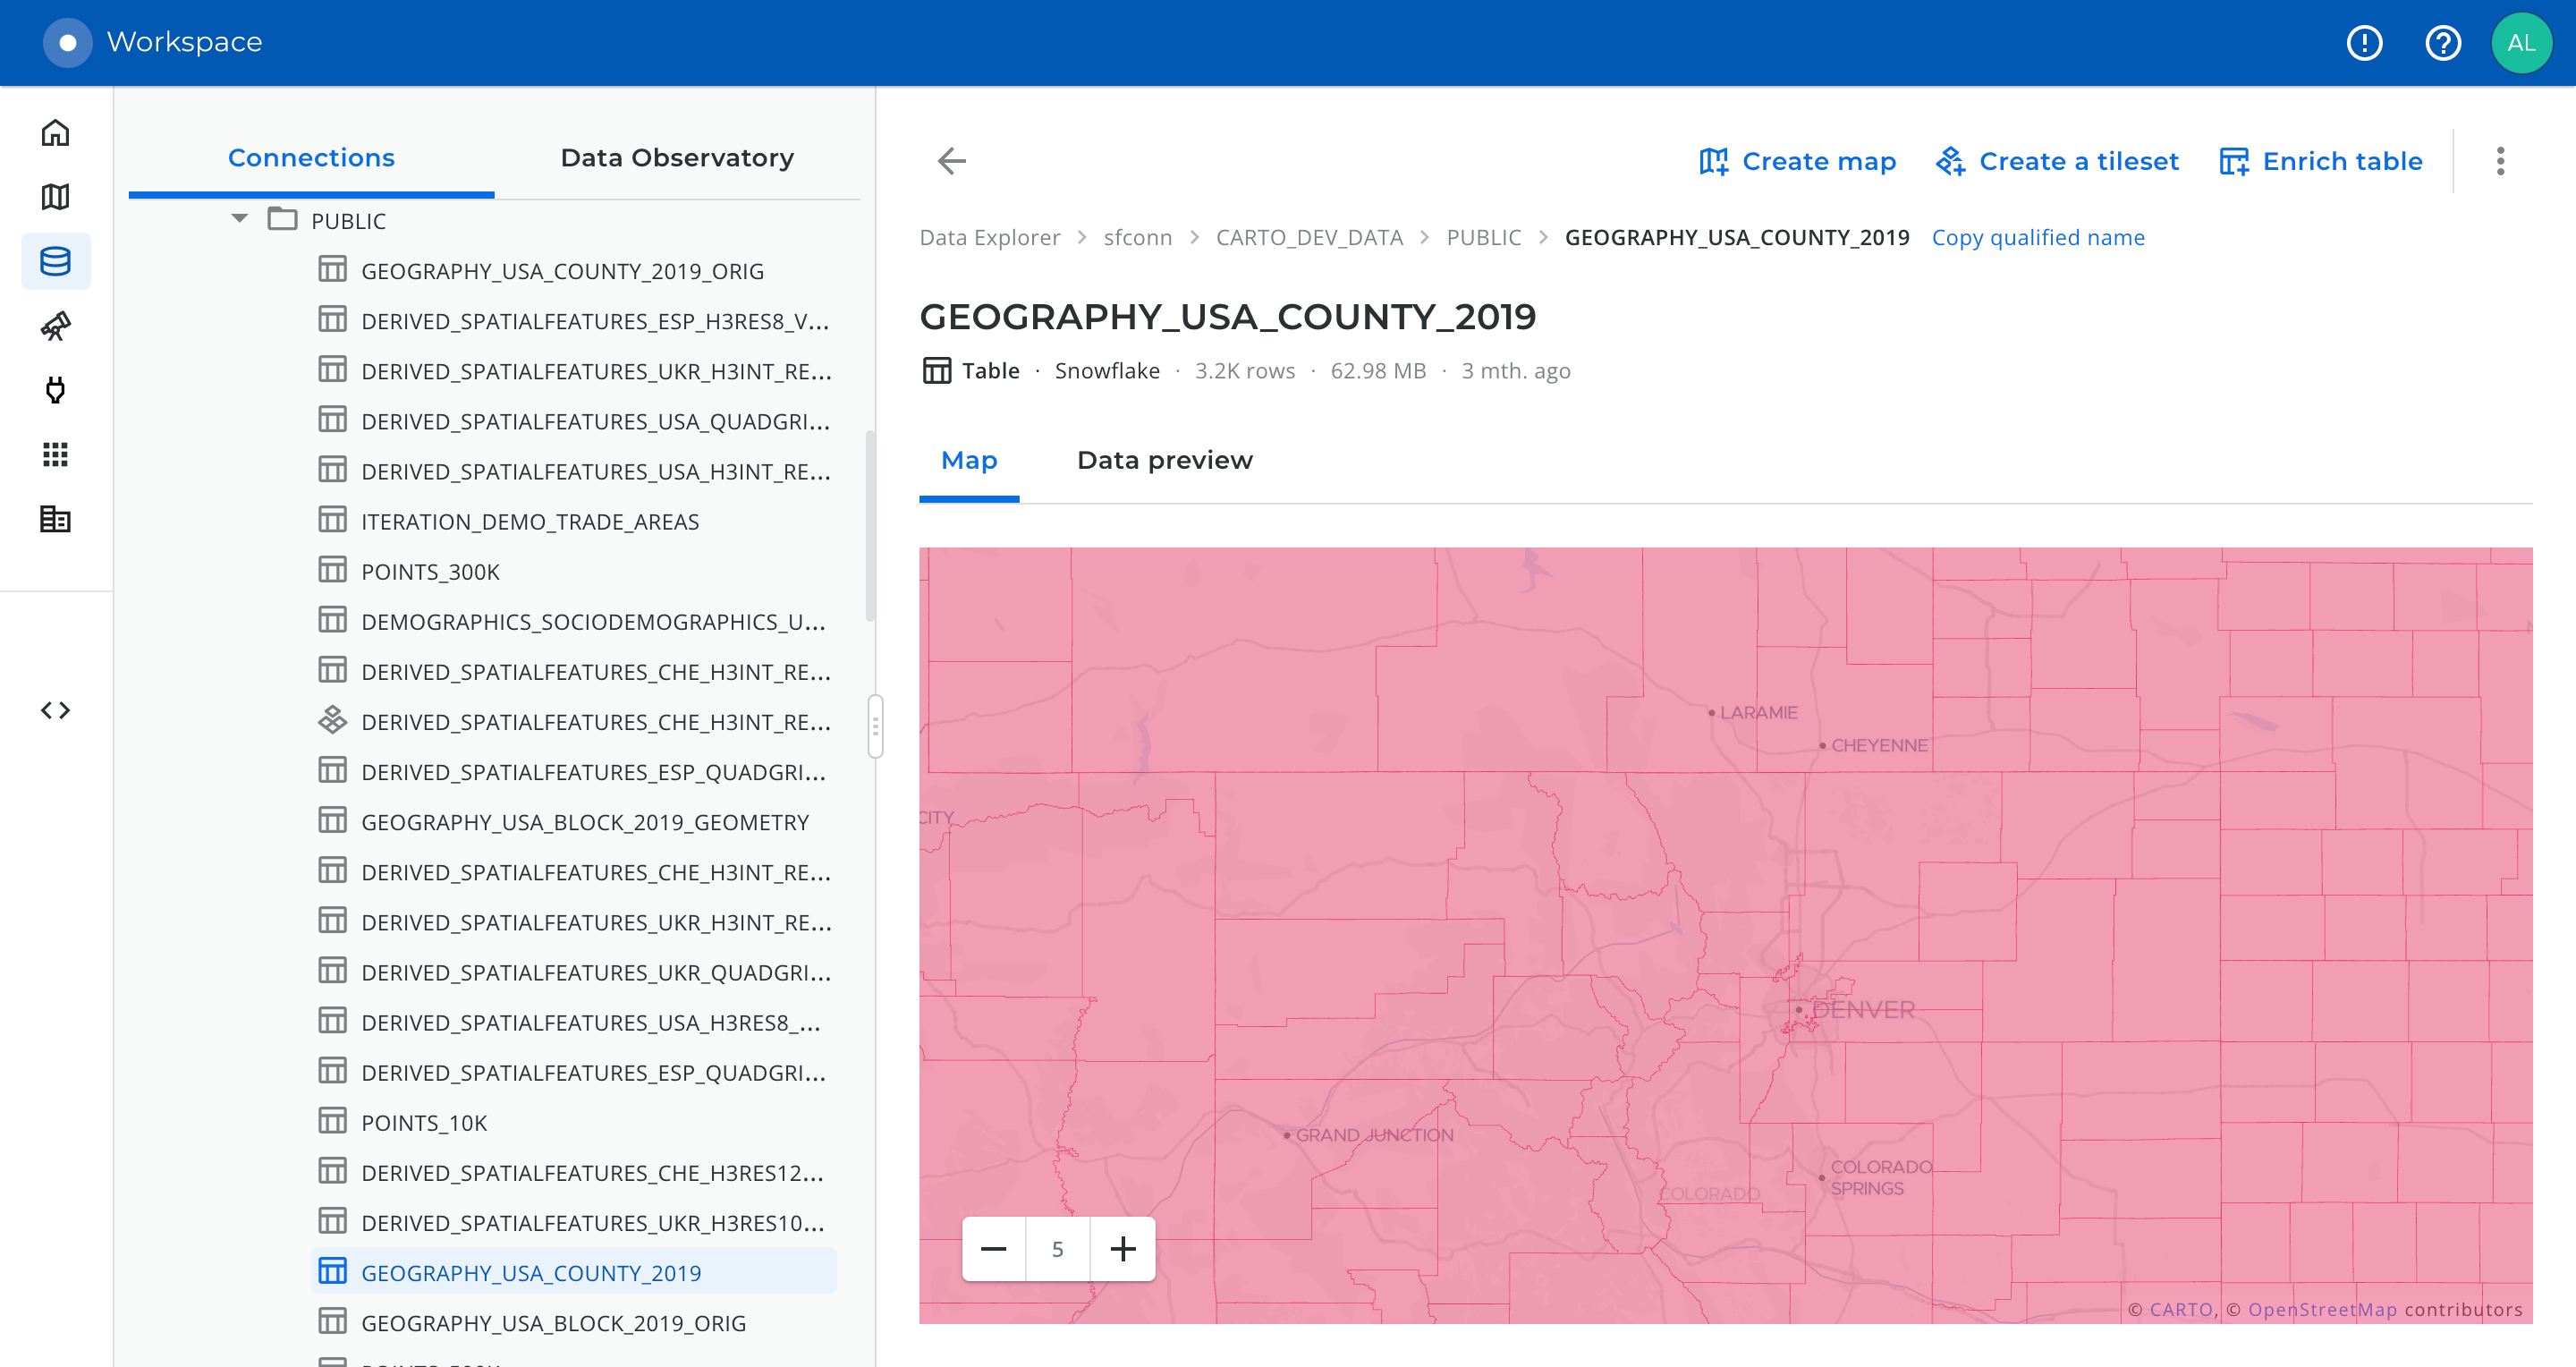 Workspace
AL
Connections
Data Observatory
PUBLIC
GEOGRAPHY_USA_COUNTY_2019_ORIG
DERIVED_SPATIALFEATURES_ESP_H3RES8_V...
DERIVED_SPATIALFEATURES_UKR_H3INT_RE...
DERIVED_SPATIALFEATURES_USA_QUADGRI...
DERIVED_SPATIALFEATURES_USA_H3INT_RE...
ITERATION_DEMO_TRADE_AREAS
POINTS_300K
DEMOGRAPHICS_SOCIODEMOGRAPHICS_U...
DERIVED_SPATIALFEATURES_CHE_H3INT_RE...
DERIVED_SPATIALFEATURES_CHE_H3INT_RE...
DERIVED_SPATIALFEATURES_ESP_QUADGRI...
GEOGRAPHY_USA_BLOCK_2019_GEOMETRY
DERIVED_SPATIALFEATURES_CHE_H3INT_RE...
DERIVED_SPATIALFEATURES_UKR_H3INT_RE...
DERIVED_SPATIALFEATURES_UKR_QUADGRI...
DERIVED_SPATIALFEATURES_USA_H3RES8_...
DERIVED_SPATIALFEATURES_ESP_QUADGRI...
POINTS_10K
DERIVED_SPATIALFEATURES_CHE_H3RES12...
DERIVED_SPATIALFEATURES_UKR_H3RES10...
GEOGRAPHY_USA_COUNTY_2019
GEOGRAPHY_USA_BLOCK_2019_ORIG
Create map
Create a tileset
Enrich table
Data Explorer > sfconn > CARTO_DEV_DATA > PUBLIC > GEOGRAPHY_USA_COUNTY_2019 Copy qualified name
GEOGRAPHY_USA_COUNTY_2019
Table · Snowflake · 3.2K rows · 62.98 MB · 3 mth. ago
Map
Data preview
LARAMIE
CHEYENNE
CITY
DENVER
GRAND JUNCTION
COLORADO
SPRINGS
COLORADO
5
© CARTO, © OpenStreetMap contributors